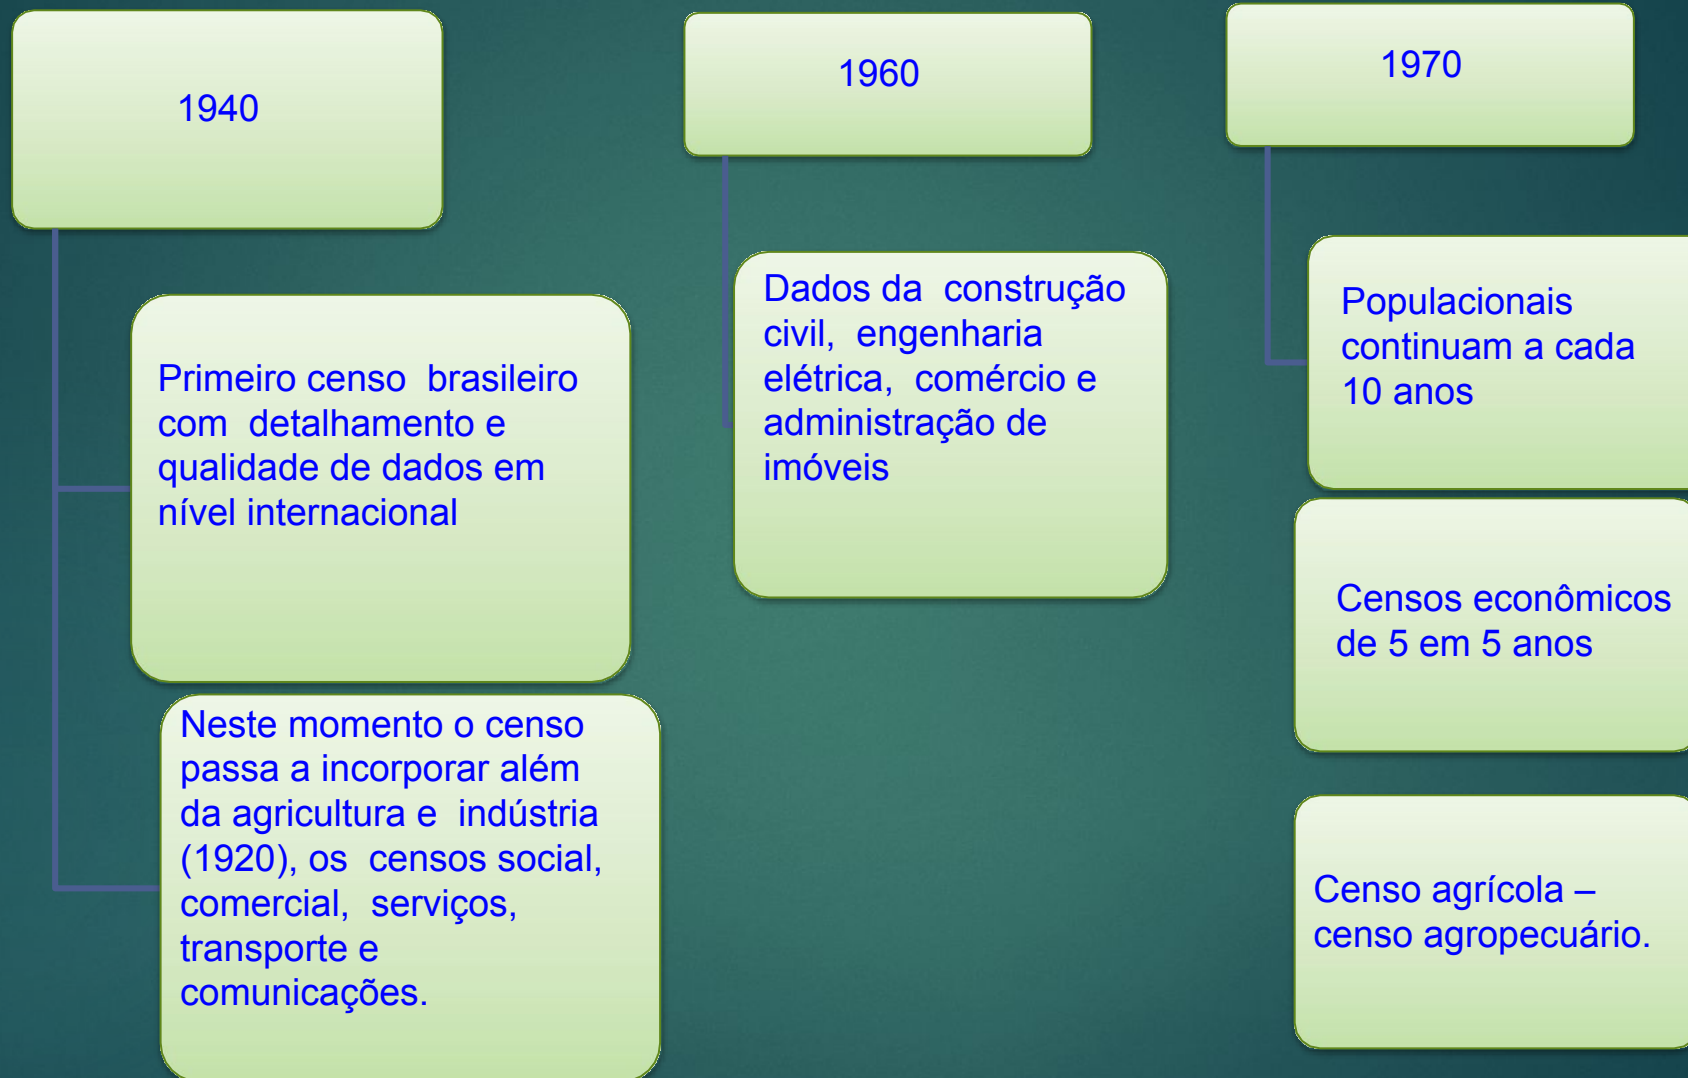 1940
Primeiro censo brasileiro
com detalhamento e
qualidade de dados em
nível internacional
Neste momento o censo
passa a incorporar além
da agricultura e indústria
(1920), os censos social,
comercial, serviços,
transporte e
comunicações.
1960
Dados da construção
civil, engenharia
elétrica, comércio e
administração de
imóveis
1970
Populacionais
continuam a cada
10 anos
Censos econômicos
de 5 em 5 anos
Censo agrícola –
censo agropecuário.